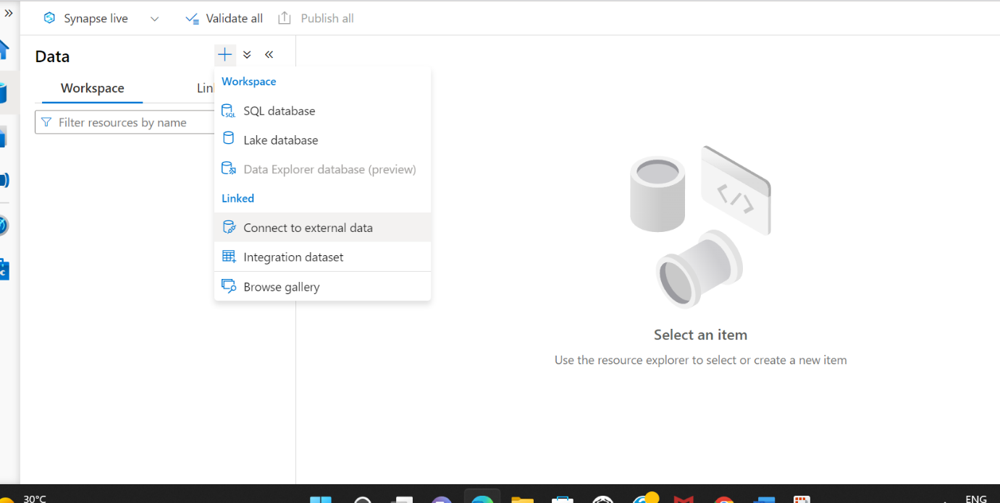 Synapse live
Validate all
Publish all
Data
Workspace
Workspace
SQL database
Lake database
Data Explorer database (preview)
Linked
Connect to external data
Integration dataset
Browse gallery
Filter resources by name
Select an item
Use the resource explorer to select or create a new item
30°C
ENG